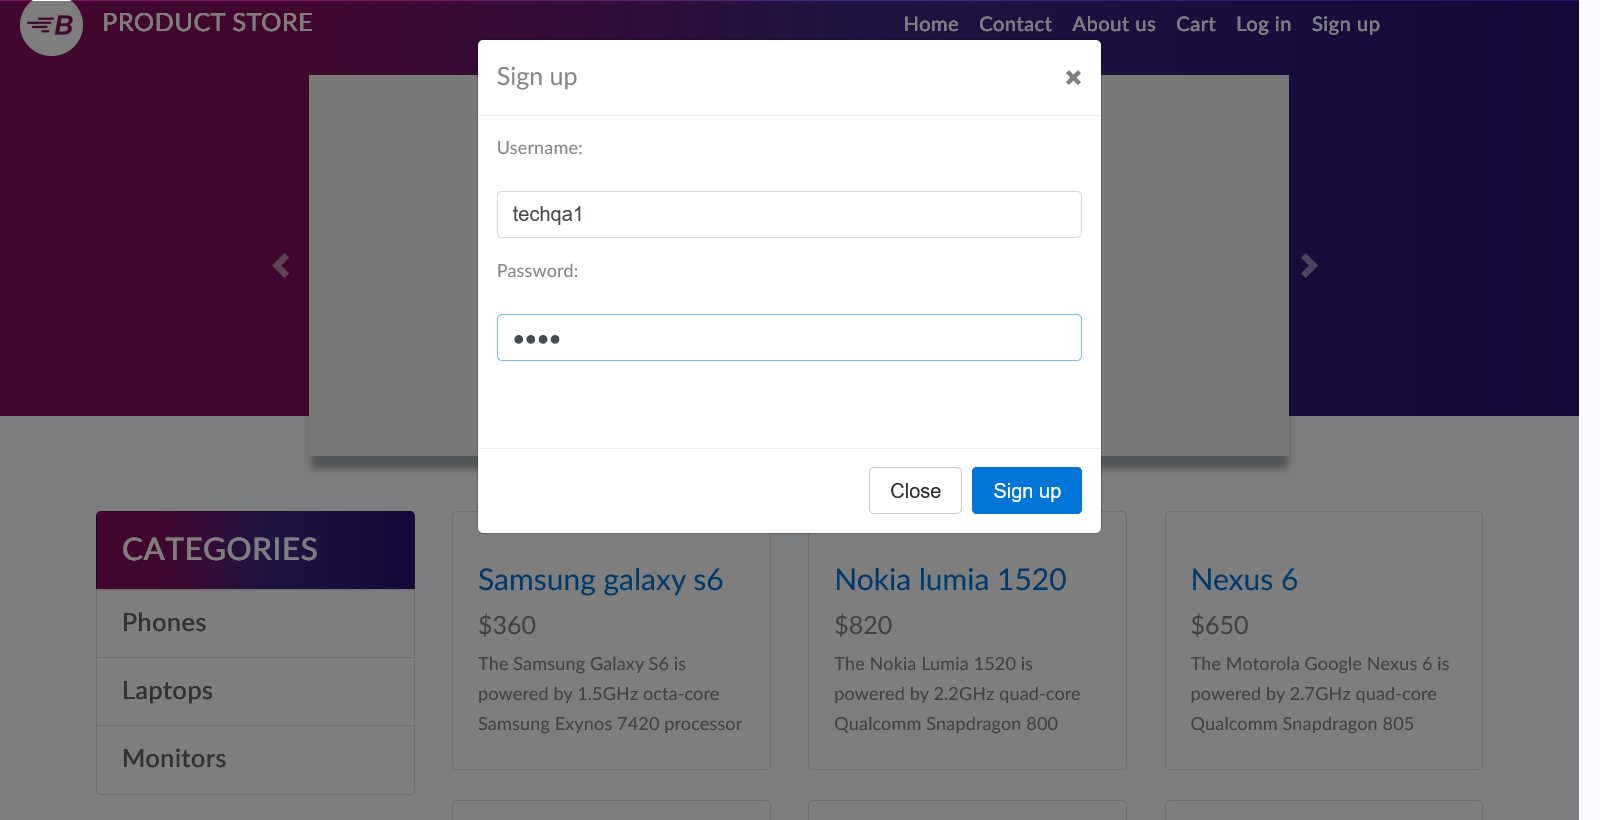 B PRODUCT STORE
Home Contact About us Cart Log in Sign up
Sign up
Username:
techqa1
Password:
Close Sign up
CATEGORIES
Phones
Laptops
Monitors
Samsung galaxy s6
$360
The Samsung Galaxy S6 is
powered by 1.5GHz octa-core
Samsung Exynos 7420 processor
Nokia lumia 1520
$820
The Nokia Lumia 1520 is
powered by 2.2GHz quad-core
Qualcomm Snapdragon 800
Nexus 6
$650
The Motorola Google Nexus 6 is
powered by 2.7GHz quad-core
Qualcomm Snapdragon 805